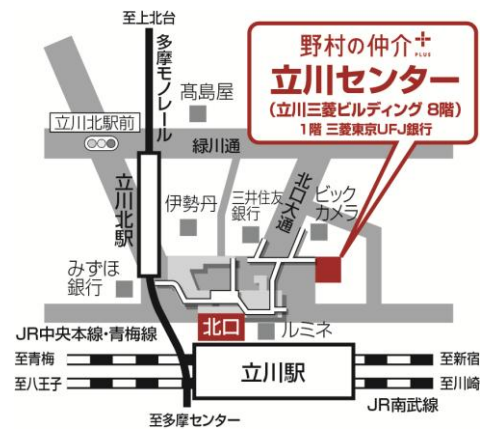 至上北台
多摩モノレール
髙島屋
立川北駅前
緑川通
野村の仲介+
PLUS
立川センター
(立川三菱ビルディング 8階)
1階 三菱東京UFJ銀行
立川北駅
伊勢丹
三井住友
銀行
北口大通
ビック
カメラ
みずほ
銀行
北口
ルミネ
JR中央本線・青梅線
至青梅
至八王子
立川駅
至新宿
至川崎
JR南武線
至多摩センター